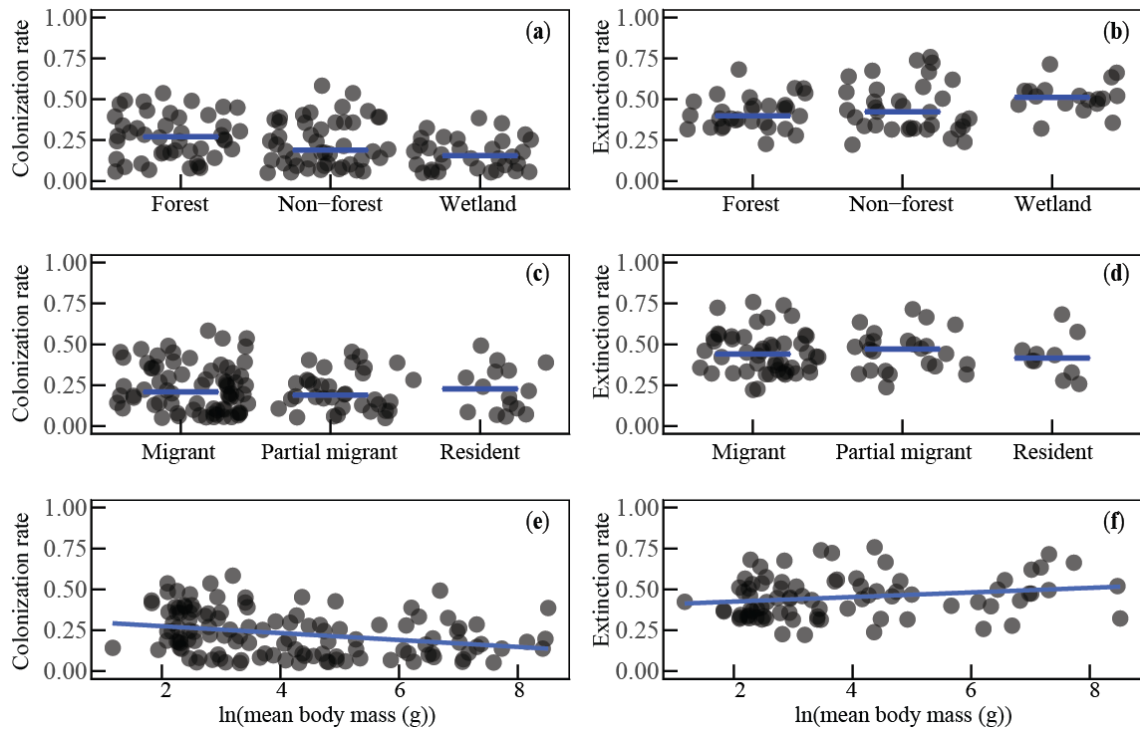 Colonization rate
1.00
0.75
0.50
0.25
0.00
(a)
Forest
Non−forest
Wetland
Extinction rate
1.00
0.75
0.50
0.25
0.00
(b)
Forest
Non−forest
Wetland
Colonization rate
1.00
0.75
0.50
0.25
0.00
(c)
Migrant
Partial migrant
Resident
Extinction rate
1.00
0.75
0.50
0.25
0.00
(d)
Migrant
Partial migrant
Resident
Colonization rate
1.00
0.75
0.50
0.25
0.00
(e)
2
4
6
8
ln(mean body mass (g))
Extinction rate
1.00
0.75
0.50
0.25
0.00
(f)
2
4
6
8
ln(mean body mass (g))